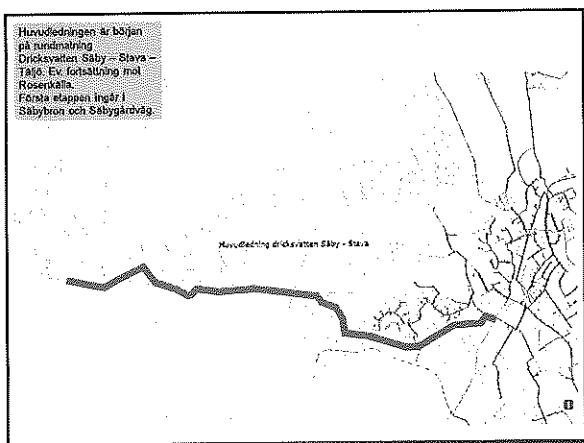 Huvudledningen är början
på rundmatning
Dricksvatten Säby – Stava –
Täljö. Ev. fortsättning mot
Rosenkälla.
Första etappen ingår i
Säbybron och Säbygårdväg.
Huvudledning dricksvatten Säby - Stava